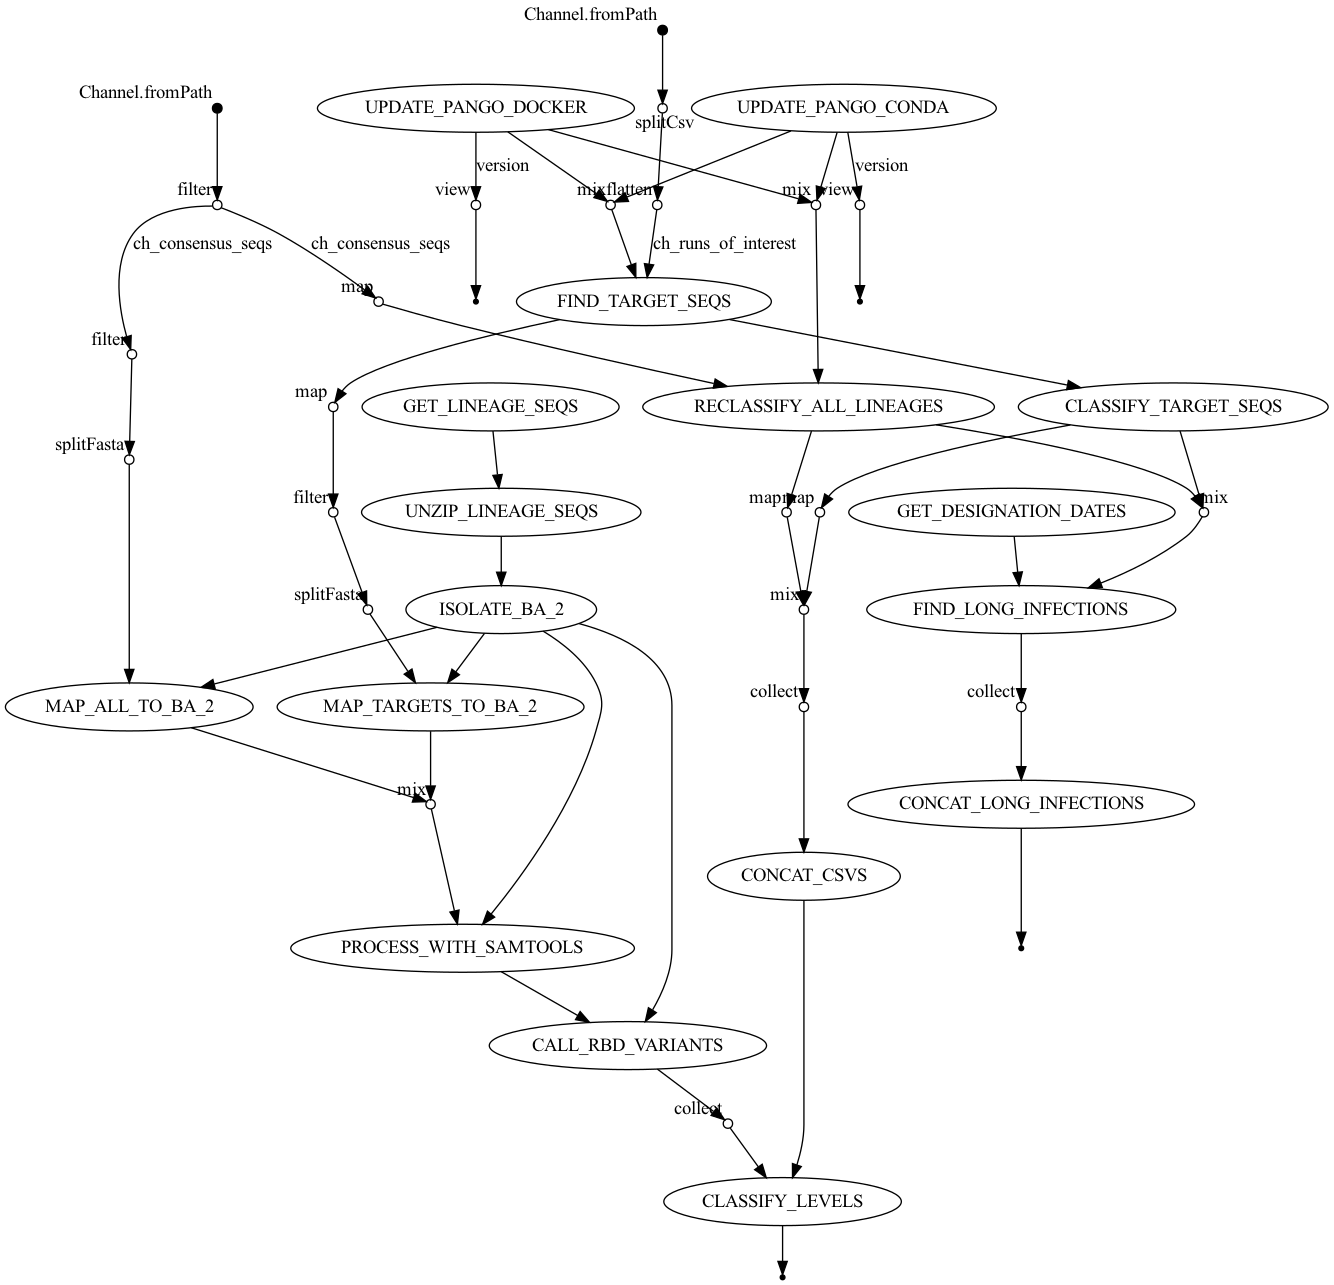 Channel.fromPath
Channel.fromPath
UPDATE_PANGO_DOCKER
UPDATE_PANGO_CONDA
splitCsv
version
version
filter
view
mix
flatten
mix
view
ch_consensus_seqs
ch_consensus_seqs
ch_runs_of_interest
map
FIND_TARGET_SEQS
filter
map
GET_LINEAGE_SEQS
RECLASSIFY_ALL_LINEAGES
CLASSIFY_TARGET_SEQS
splitFasta
filter
UNZIP_LINEAGE_SEQS
map
map
GET_DESIGNATION_DATES
mix
splitFasta
ISOLATE_BA_2
mix
FIND_LONG_INFECTIONS
MAP_ALL_TO_BA_2
MAP_TARGETS_TO_BA_2
collect
collect
mix
CONCAT_LONG_INFECTIONS
CONCAT_CSVS
PROCESS_WITH_SAMTOOLS
CALL_RBD_VARIANTS
collect
CLASSIFY_LEVELS